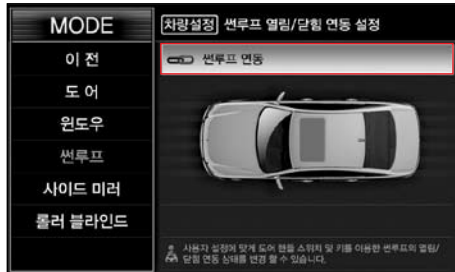 MODE
차량설정 썬루프 열림/닫힘 연동 설정
이 전
도 어
윈도우
썬루프
사이드 미러
롤러 블라인드
썬루프 연동
사용자 설정에 맞게 도어 핸들 스위치 및 키를 이용한 썬루프의 열림/
닫힘 연동 상태를 변경 할 수 있습니다.